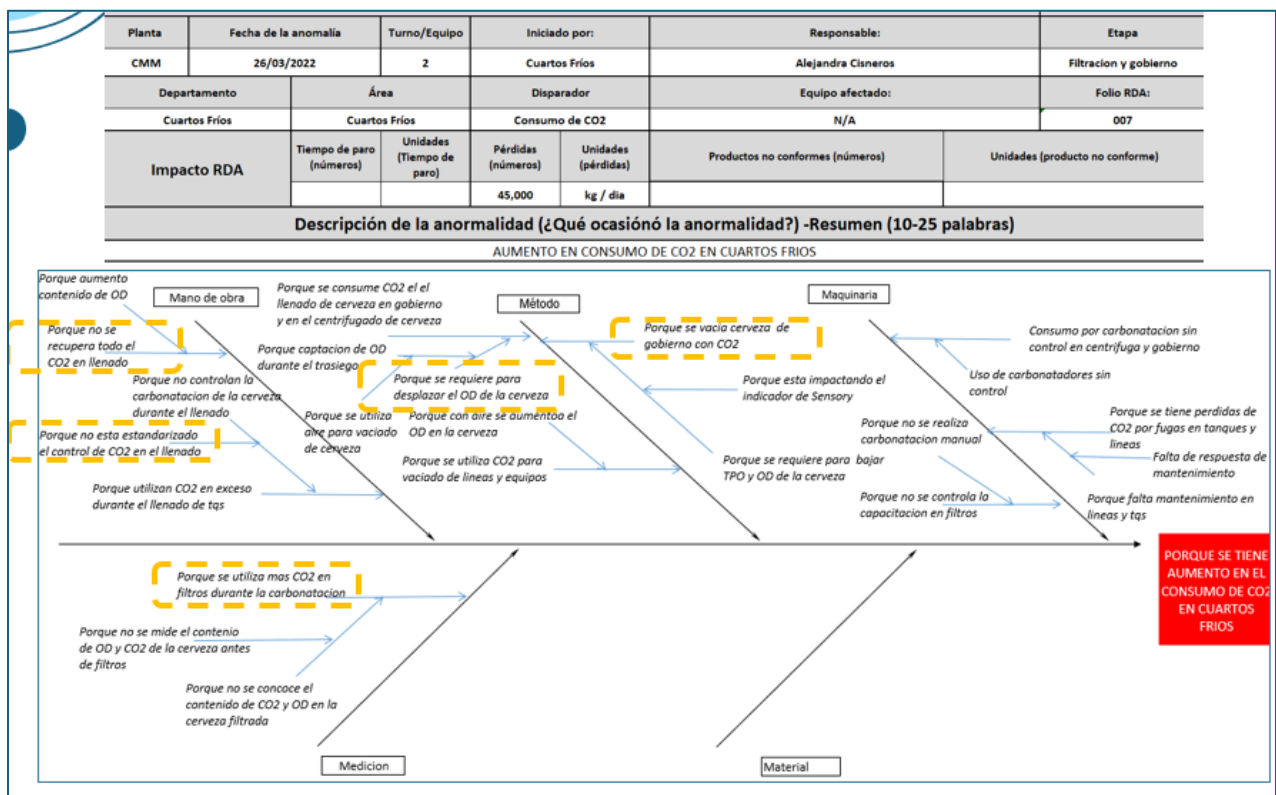 Planta Fecha de la anomalía Turno/Equipo Iniciado por: Responsable: Etapa
CMM 26/03/2022 2 Cuartos Fríos Alejandra Cisneros Filtracion y gobierno
Departamento Área Disparador Equipo afectado: Folio RDA:
Cuartos Fríos Cuartos Fríos Consumo de CO2 N/A 007
Impacto RDA
Tiempo de paro
(números)
Unidades
(Tiempo de
paro)
Pérdidas
(números)
Unidades
(pérdidas)
Productos no conformes (números)
Unidades (producto no conforme)
45,000 kg / dia
Descripción de la anormalidad (¿Qué ocasiónó la anormalidad?) -Resumen (10-25 palabras)
AUMENTO EN CONSUMO DE CO2 EN CUARTOS FRIOS
Porque aumento
contenido de OD
Mano de obra
Porque no se
recupera todo el
CO2 en llenado
Porque no controlan la
carbonatacion de la cerveza
durante el llenado
Porque no esta estandarizado
el control de CO2 en el llenado
Porque utilizan CO2 en exceso
durante el llenado de tqs
Porque se consume CO2 el el
llenado de cerveza en gobierno
y en el centrifugado de cerveza
Método
Porque captacion de OD
durante el trasiego
Porque se requiere para
desplazar el OD de la cerveza
Porque se utiliza
aire para vaciado
de cerveza
Porque con aire se aumentoa el
OD en la cerveza
Porque se utiliza CO2 para
vaciado de lineas y equipos
Porque se vacia cerveza de
gobierno con CO2
Porque esta impactando el
indicador de Sensory
Porque se requiere para bajar
TPO y OD de la cerveza
Maquinaria
Consumo por carbonatacion sin
control en centrifuga y gobierno
Uso de carbonatadores sin
control
Porque no se realiza
carbonatacion manual
Porque se tiene perdidas de
CO2 por fugas en tanques y
lineas
Falta de respuesta de
mantenimiento
Porque no se controla la
capacitacion en filtros
Porque falta mantenimiento en
lineas y tqs
PORQUE SE TIENE
AUMENTO EN EL
CONSUMO DE CO2
EN CUARTOS
FRIOS
Porque se utiliza mas CO2 en
filtros durante la carbonatacion
Porque no se mide el contenio
de OD y CO2 de la cerveza antes
de filtros
Porque no se concoce el
contenido de CO2 y OD en la
cerveza filtrada
Medicion
Material